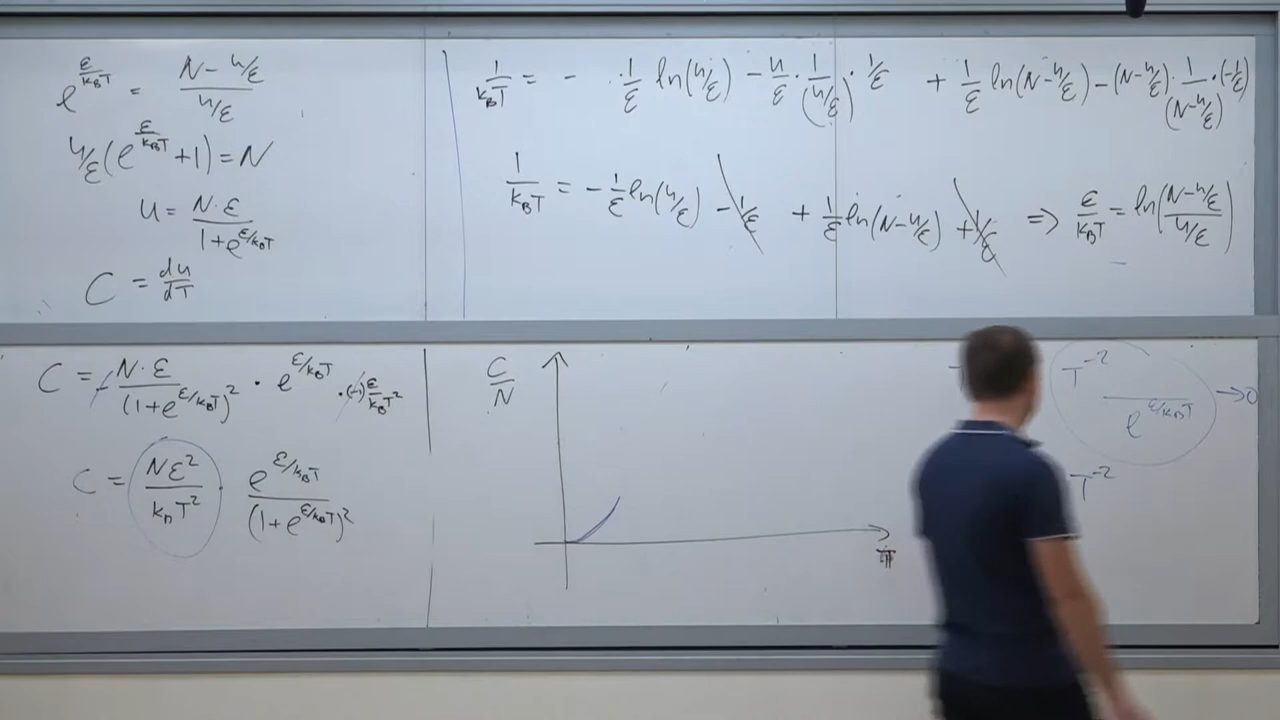 e^{ε/k_BT} = (N - u/ε)/(u/ε)
u/ε(e^{ε/k_BT} + 1) = N
u = N·ε/(1+e^{ε/k_BT})
C = du/dT
1/k_BT = - ·1/ε ln(u/ε) - u/ε · 1/(u/ε) · 1/ε + 1/ε ln(N-u/ε) - (N-u/ε)·1/(N-u/ε)·(-1/ε)
1/k_BT = - 1/ε ln(u/ε) - 1/ε + 1/ε ln(N-u/ε) + 1/ε => ε/k_BT = ln((N-u/ε)/(u/ε))
C = - N·ε/(1+e^{ε/k_BT})² · e^{ε/k_BT} ·(-1) ε/k_BT²
C = Nε²/k_BT² · e^{ε/k_BT}/(1+e^{ε/k_BT})²
C/N
T
T^{-2}/e^{ε/k_BT} → 0
T^{-2}